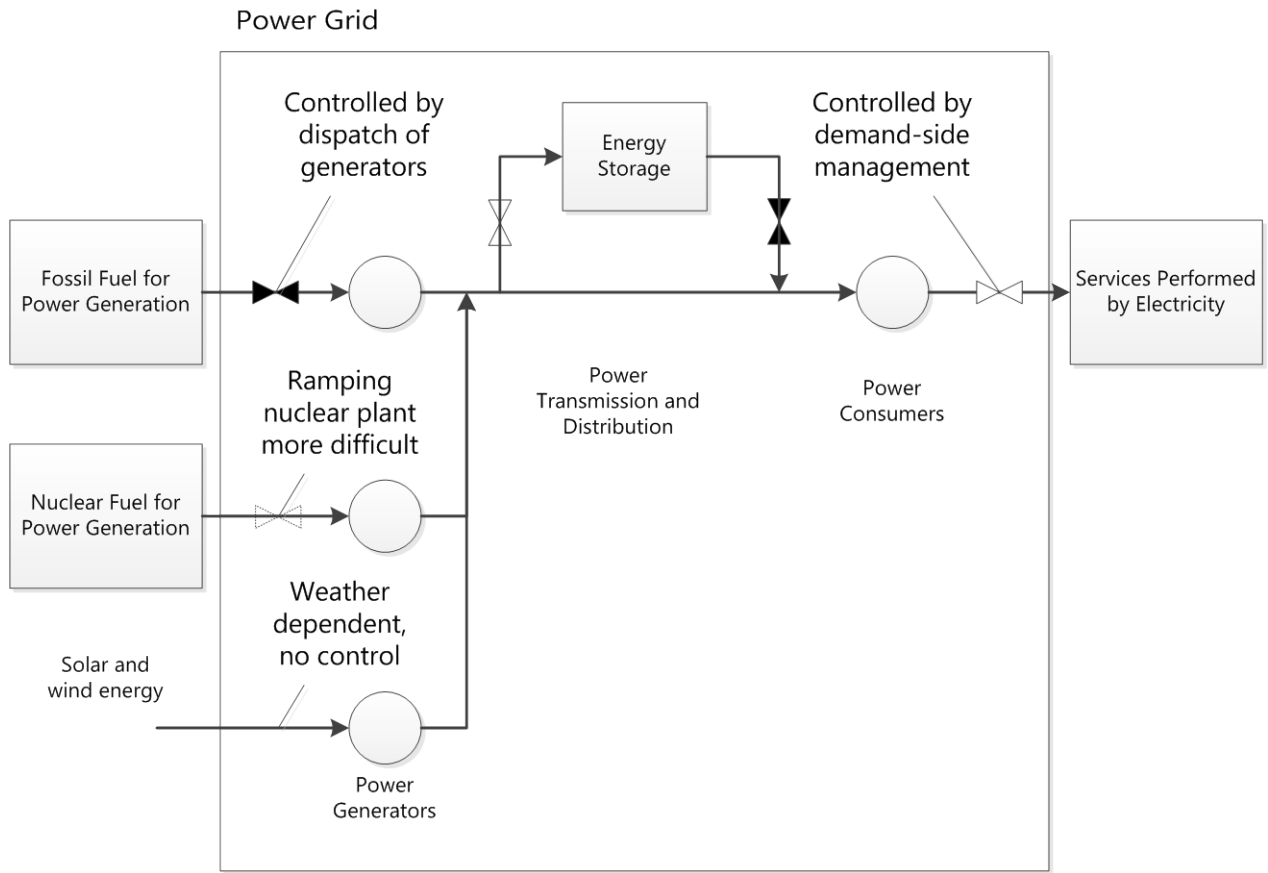 Power Grid
Controlled by
dispatch of
generators
Energy
Storage
Controlled by
demand-side
management
Fossil Fuel for
Power Generation
Services Performed
by Electricity
Ramping
nuclear plant
more difficult
Power
Transmission and
Distribution
Power
Consumers
Nuclear Fuel for
Power Generation
Weather
dependent,
no control
Solar and
wind energy
Power
Generators